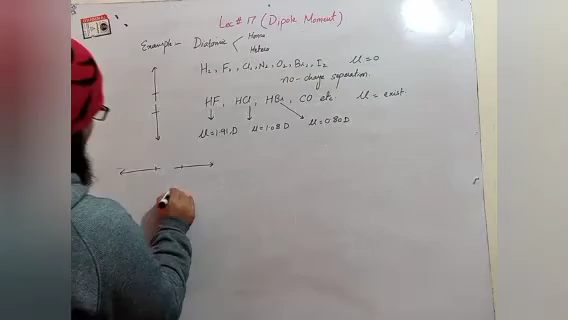 Lec # 17 (Dipole Moment)
Example - Diatomic < Homo
Hetero
H₂, F₂, Cl₂, N₂, O₂, Br₂, I₂ μ = 0
no-charge separation.
HF, HCl, HBr, CO etc. μ = exist.
μ = 1.91 D μ = 1.08 D μ = 0.80 D